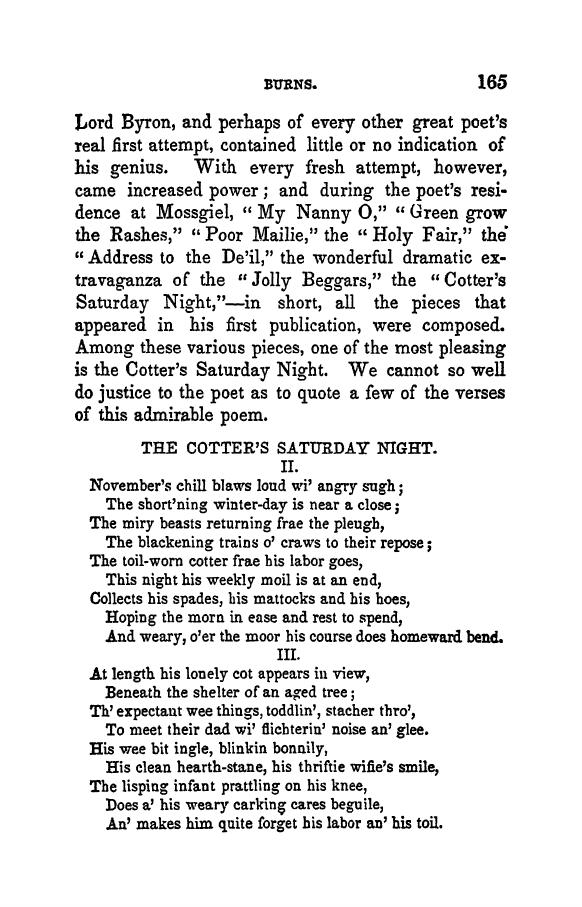 BURNS. 165
Lord Byron, and perhaps of every other great poet's
real first attempt, contained little or no indication of
his genius. With every fresh attempt, however,
came increased power; and during the poet's resi-
dence at Mossgiel, "My Nanny O," "Green grow
the Rashes," "Poor Mailie," the "Holy Fair," the
"Address to the De'il," the wonderful dramatic ex-
travaganza of the "Jolly Beggars," the "Cotter's
Saturday Night,"—in short, all the pieces that
appeared in his first publication, were composed.
Among these various pieces, one of the most pleasing
is the Cotter's Saturday Night. We cannot so well
do justice to the poet as to quote a few of the verses
of this admirable poem.
THE COTTER'S SATURDAY NIGHT.
II.
November's chill blaws loud wi' angry sugh;
The short'ning winter-day is near a close;
The miry beasts returning frae the pleugh,
The blackening trains o' craws to their repose;
The toil-worn cotter frae his labor goes,
This night his weekly moil is at an end,
Collects his spades, his mattocks and his hoes,
Hoping the morn in ease and rest to spend,
And weary, o'er the moor his course does homeward bend.
III.
At length his lonely cot appears in view,
Beneath the shelter of an aged tree;
Th' expectant wee things, toddlin', stacher thro',
To meet their dad wi' flichterin' noise an' glee.
His wee bit ingle, blinkin bonnily,
His clean hearth-stane, his thriftie wifie's smile,
The lisping infant prattling on his knee,
Does a' his weary carking cares beguile,
An' makes him quite forget his labor an' his toil.